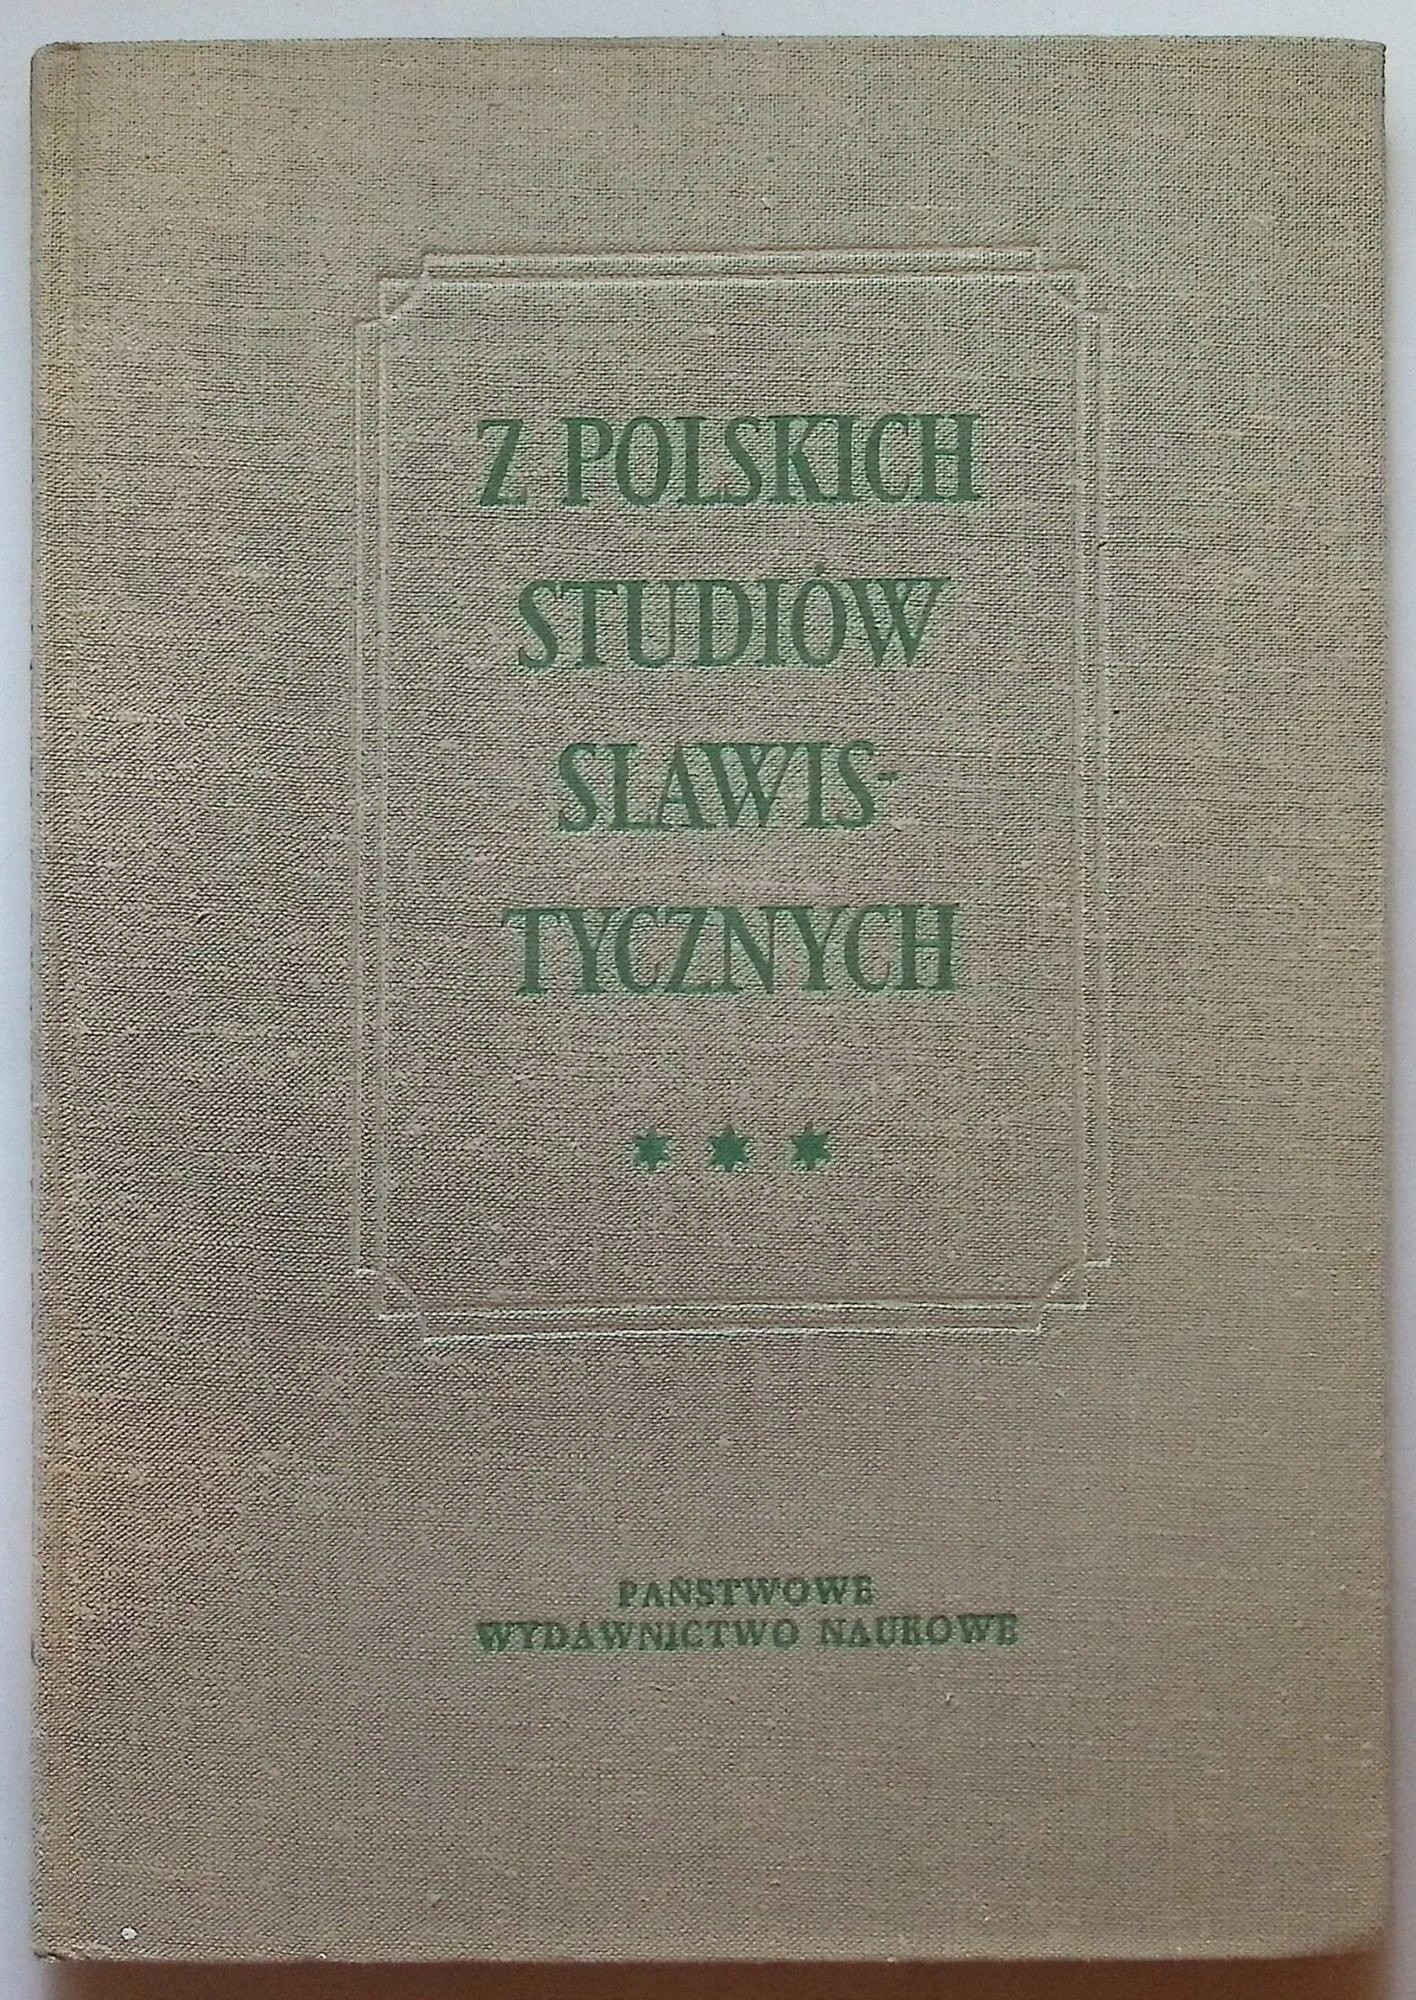 Z POLSKICH
STUDIÓW
SLAWIS-
TYCZNYCH
* * *
PAŃSTWOWE
WYDAWNICTWO NAUKOWE